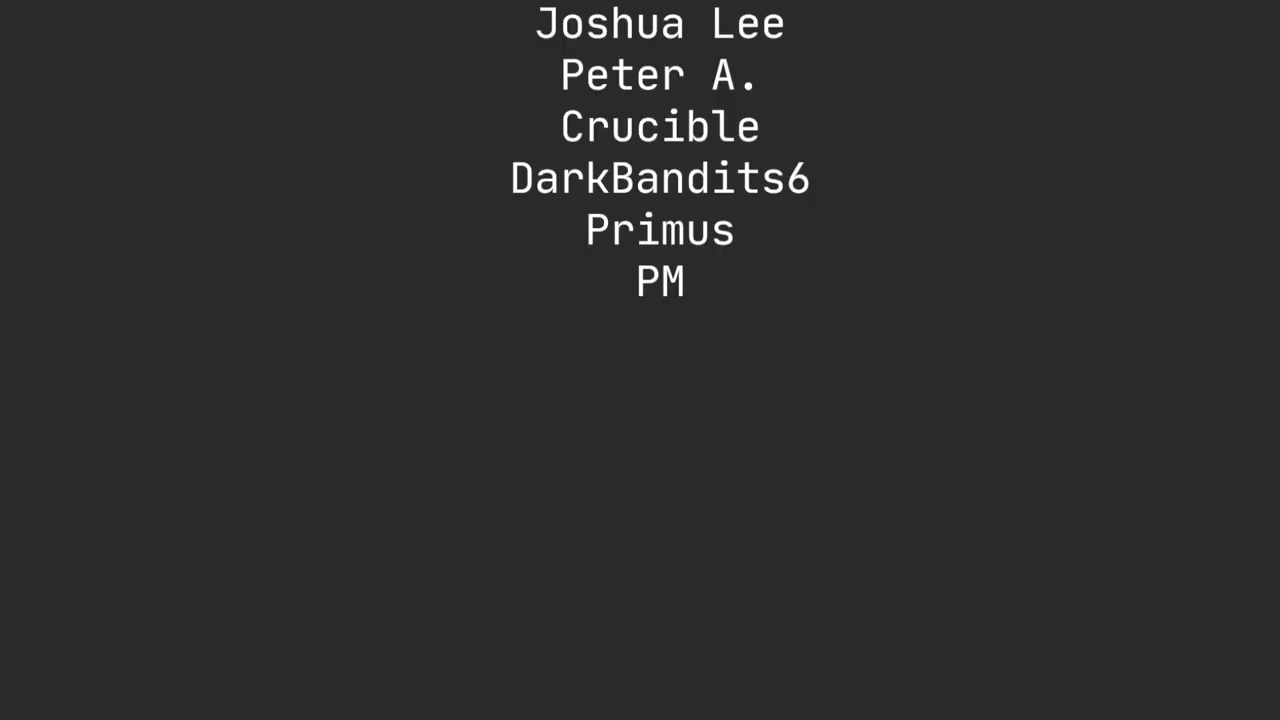 Joshua Lee
Peter A.
Crucible
DarkBandits6
Primus
PM